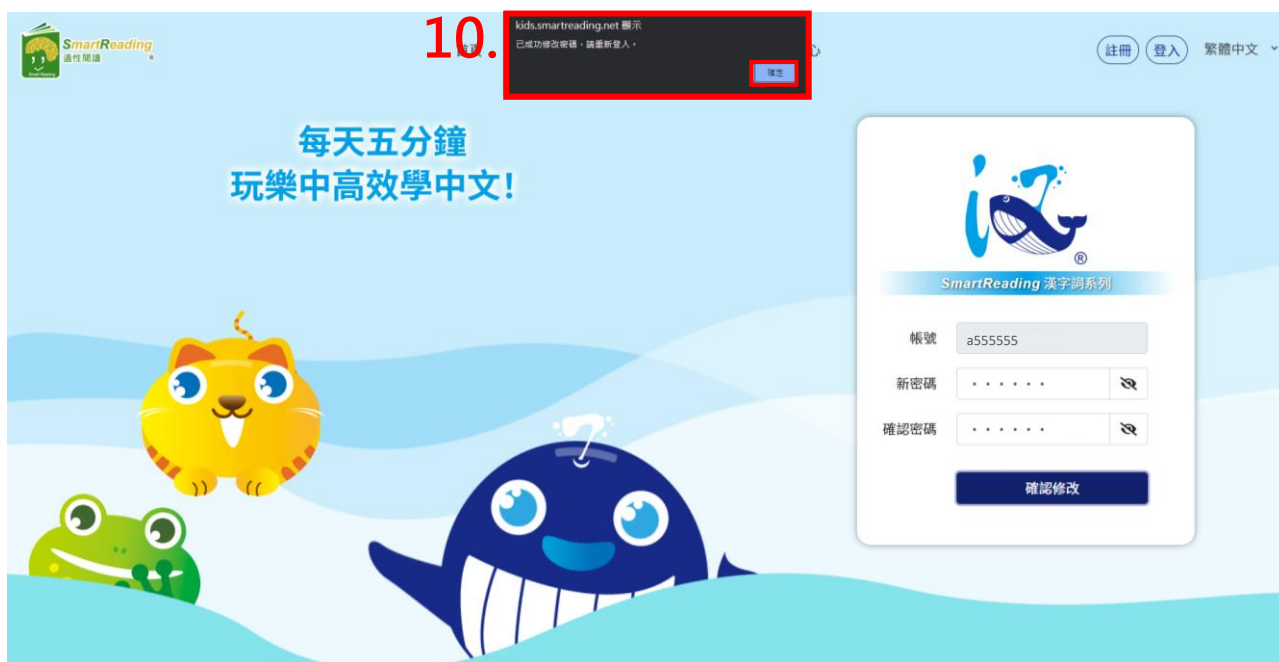 SmartReading
適性閱讀
Smart Reading
10.
kids.smartreading.net 顯示
已成功修改密碼，請重新登入。
確定
註冊
登入
繁體中文
每天五分鐘
玩樂中高效學中文!
®
SmartReading 漢字詞系列
帳號
a555555
新密碼
確認密碼
確認修改